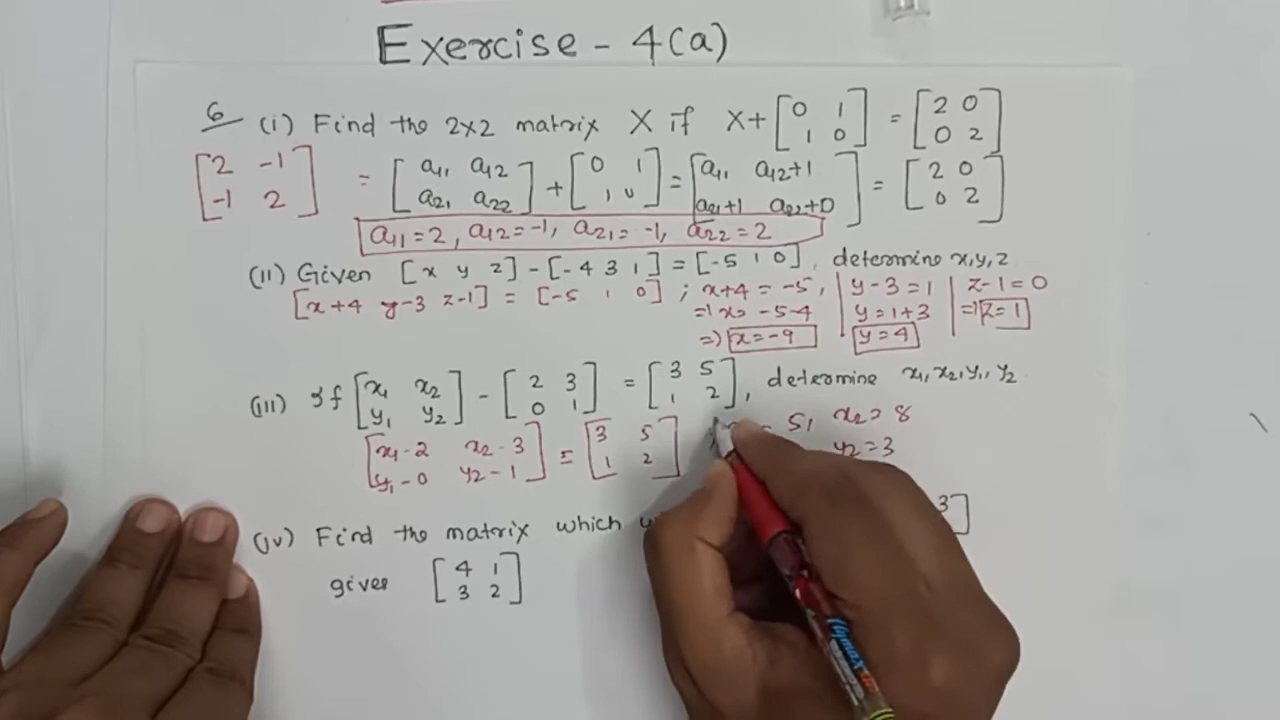 Exercise - 4(a)
6 (i) Find the 2x2 matrix X if X+[0 1; 1 0] = [2 0; 0 2]
[2 -1; -1 2] = [a11 a12; a21 a22] + [0 1; 1 0] = [a11 a12+1; a21+1 a22+0] = [2 0; 0 2]
a11=2, a12=-1, a21=-1, a22=2
(ii) Given [x y z] - [-4 3 1] = [-5 1 0], determine x,y,z
[x+4 y-3 z-1] = [-5 1 0] ; x+4=-5, | y-3=1 | z-1=0
=) x= -5-4 | y=1+3 | =) z=1
=) x=-9 | y=4
(iii) If [x1 x2; y1 y2] - [2 3; 0 1] = [3 5; 1 2], determine x1, x2, y1, y2
[x1-2 x2-3; y1-0 y2-1] = [3 5; 1 2] 5, x2=8
y2=3
(iv) Find the matrix which 3]
gives [4 1; 3 2]
flymax